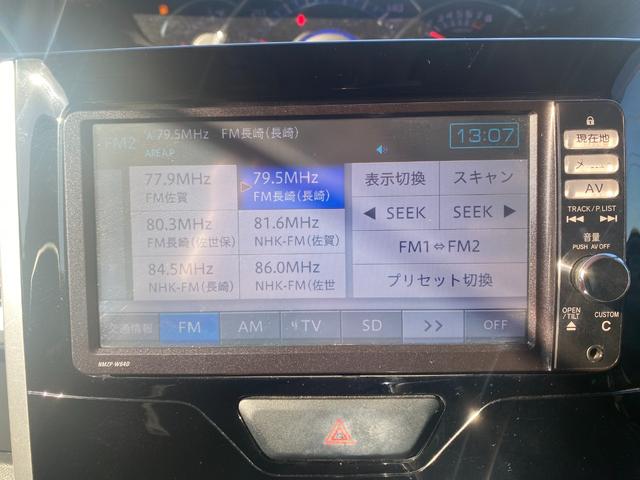 FM2 79.5MHz FM長崎(長崎) 13:07
AREA.P
77.9MHz
FM佐賀
79.5MHz
FM長崎(長崎)
80.3MHz
FM長崎(佐世保)
81.6MHz
NHK-FM(佐賀)
84.5MHz
NHK-FM(長崎)
86.0MHz
NHK-FM(佐世
表示切換 スキャン
◀ SEEK SEEK ▶
FM1⇔FM2
プリセット切換
交通情報 FM AM TV SD >> OFF
NMZP-W64D
現在地
AV
TRACK/P.LIST
音量
PUSH AV OFF
OPEN
/TILT
CUSTOM
C